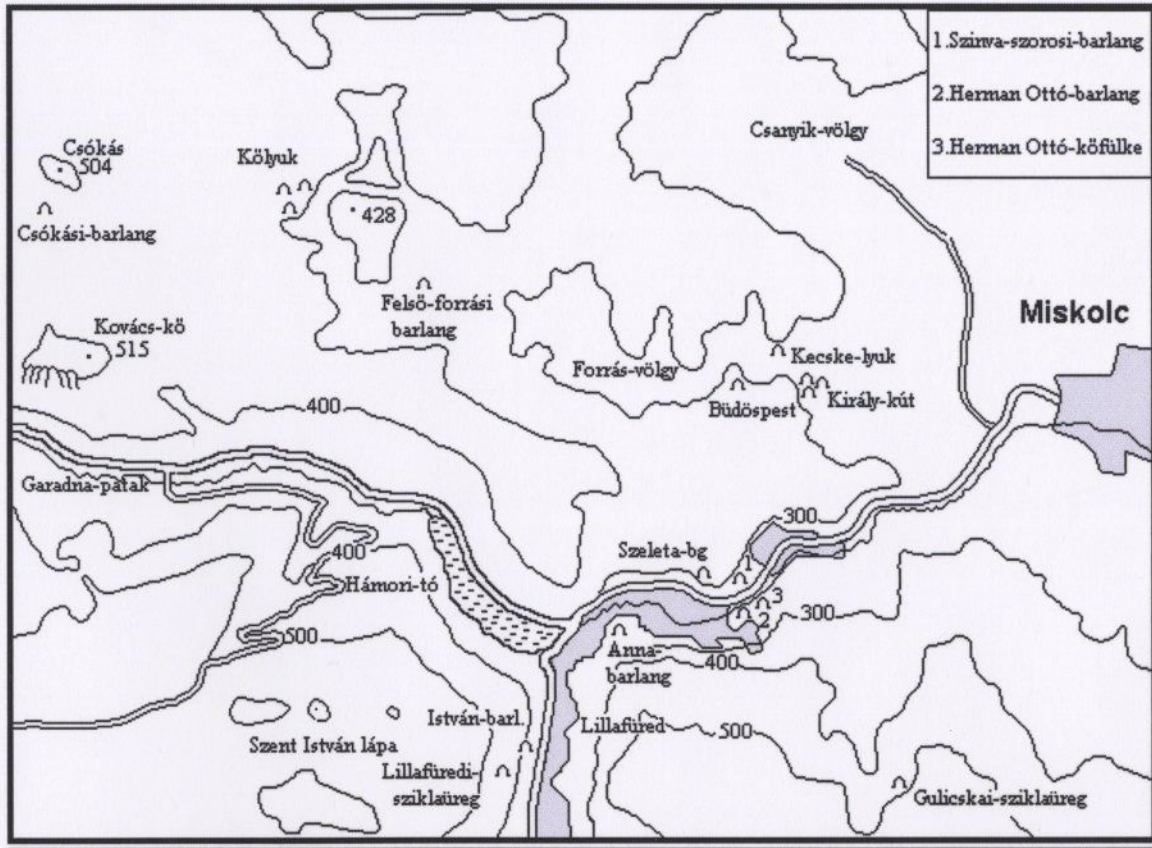 1.Szinva-szorosi-barlang
2.Herman Ottó-barlang
3.Herman Ottó-kőfülke
Csanyik-völgy
Csókás
504
Kőlyuk
428
Csókási-barlang
Felső-forrási
barlang
Miskolc
Kovács-kő
515
Kecske-lyuk
Forrás-völgy
Büdöspest
Király-kút
400
Garadna-patak
300
Szeleta-bg
1
400
Hámori-tó
3
2
300
500
Anna-
barlang
400
István-barl.
Lillafüred
500
Szent István lápa
Lillafüredi-
sziklaüreg
Gulicskai-sziklaüreg